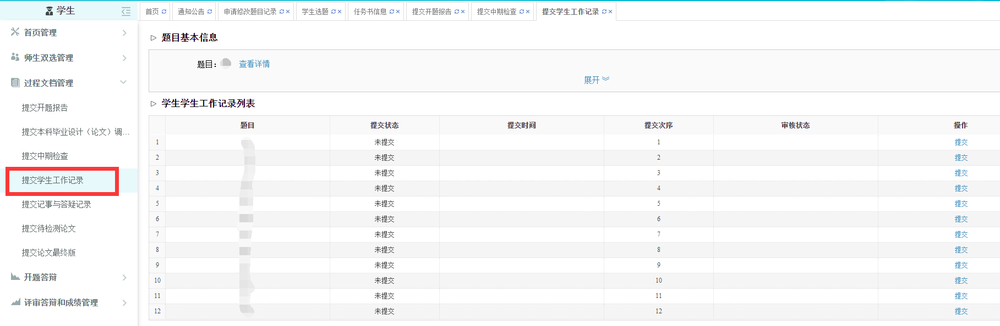 学生
首页
通知公告
申请修改题目记录
学生选题
任务书信息
提交开题报告
提交中期检查
提交学生工作记录
首页管理
师生双选管理
过程文档管理
提交开题报告
提交本科毕业设计（论文）调...
提交中期检查
提交学生工作记录
提交记事与答疑记录
提交待检测论文
提交论文最终版
开题答辩
评审答辩和成绩管理
题目基本信息
题目： 查看详情
展开
学生学生工作记录列表
题目 提交状态 提交时间 提交次序 审核状态 操作
1 未提交 1 提交
2 未提交 2 提交
3 未提交 3 提交
4 未提交 4 提交
5 未提交 5 提交
6 未提交 6 提交
7 未提交 7 提交
8 未提交 8 提交
9 未提交 9 提交
10 未提交 10 提交
11 未提交 11 提交
12 未提交 12 提交